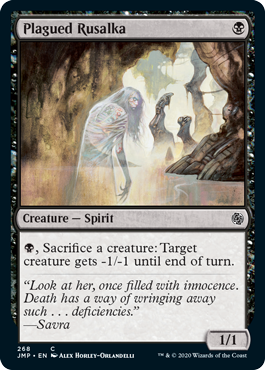 Plagued Rusalka
Creature — Spirit
, Sacrifice a creature: Target
creature gets -1/-1 until end of turn.
“Look at her, once filled with innocence.
Death has a way of wringing away
such . . . deficiencies.”
—Savra
1/1
268 C
JMP • EN ALEX HORLEY-ORLANDELLI
™ & © 2020 Wizards of the Coast